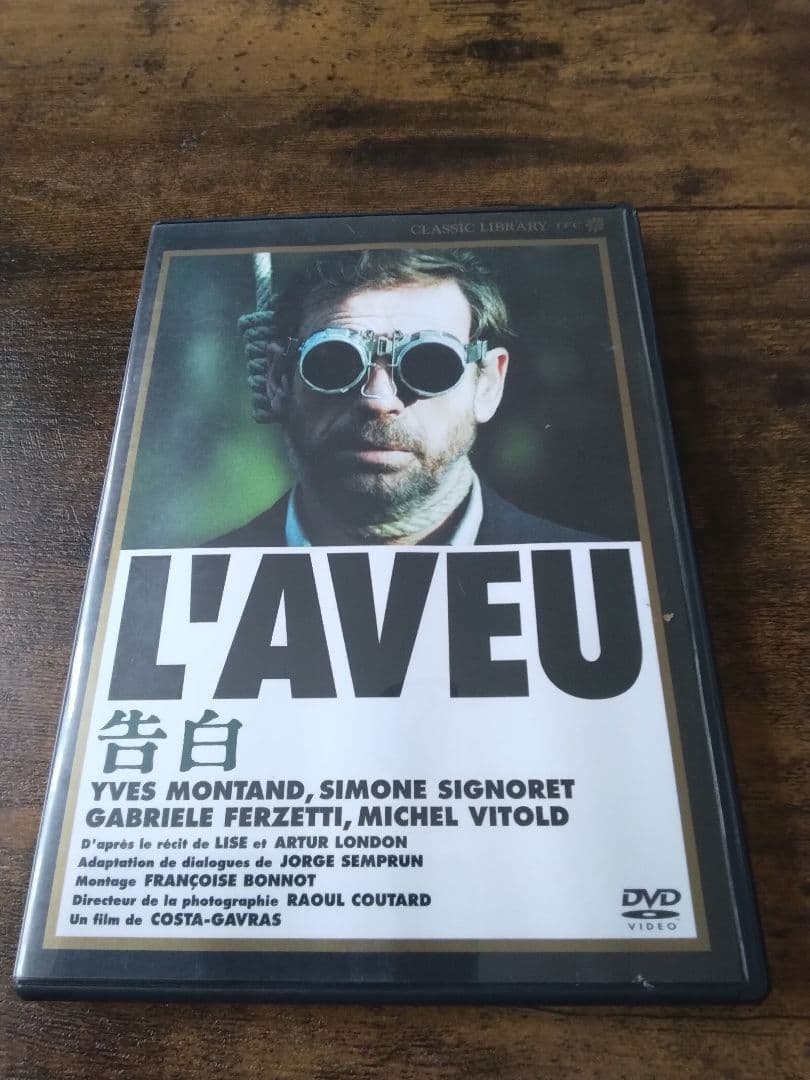 CLASSIC LIBRARY
L'AVEU
告白
YVES MONTAND, SIMONE SIGNORET
GABRIELE FERZETTI, MICHEL VITOLD
D'après le récit de LISE et ARTUR LONDON
Adaptation de dialogues de JORGE SEMPRUN
Montage FRANÇOISE BONNOT
Directeur de la photographie RAOUL COUTARD
Un film de COSTA-GAVRAS
DVD
VIDEO